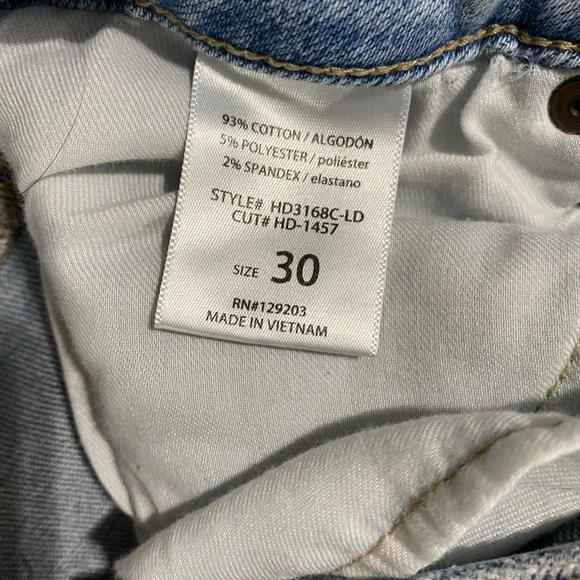 93% COTTON / ALGODÓN
5% POLYESTER / poliéster
2% SPANDEX / elastano
STYLE# HD3168C-LD
CUT# HD-1457
SIZE 30
RN#129203
MADE IN VIETNAM